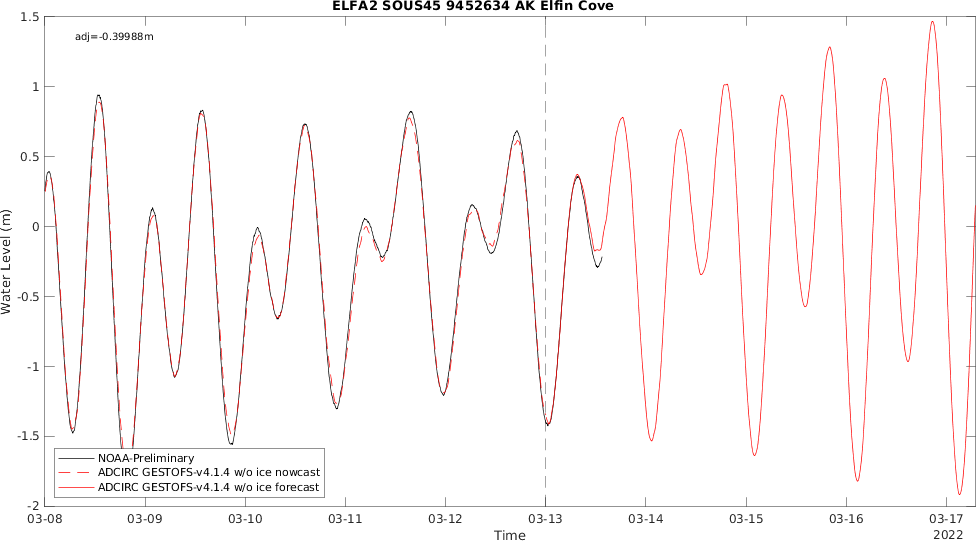 ELFA2 SOUS45 9452634 AK Elfin Cove
adj=-0.39988m
1.5
1
0.5
0
-0.5
-1
-1.5
-2
Water Level (m)
NOAA-Preliminary
ADCIRC GESTOFS-v4.1.4 w/o ice nowcast
ADCIRC GESTOFS-v4.1.4 w/o ice forecast
03-08 03-09 03-10 03-11 03-12 03-13 03-14 03-15 03-16 03-17
Time
2022